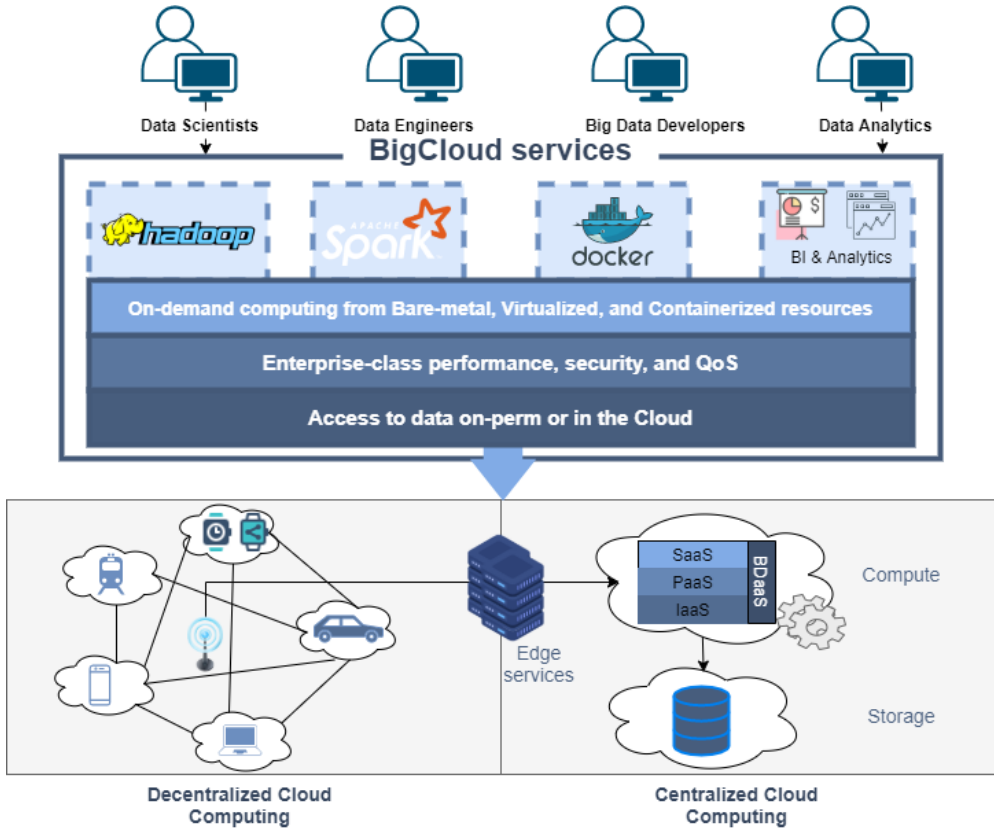 Data Scientists
Data Engineers
Big Data Developers
Data Analytics
BigCloud services
hadoop
APACHE
Spark
docker
BI & Analytics
On-demand computing from Bare-metal, Virtualized, and Containerized resources
Enterprise-class performance, security, and QoS
Access to data on-perm or in the Cloud
SaaS
PaaS
IaaS
BDaaS
Compute
Edge
services
Storage
Decentralized Cloud
Computing
Centralized Cloud
Computing